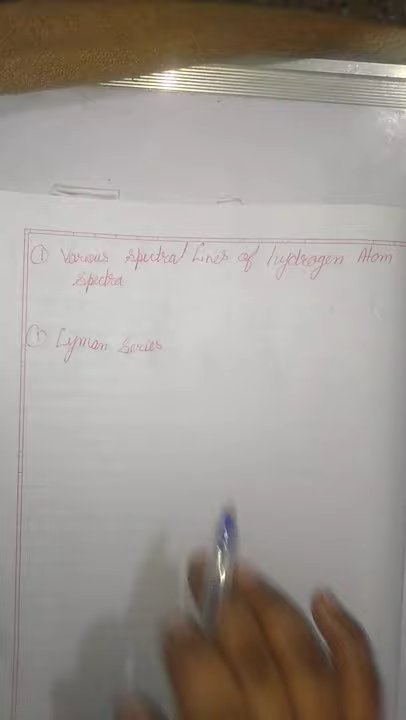 ① Various Spectral Lines of hydrogen Atom
Spectra
① Lyman Series